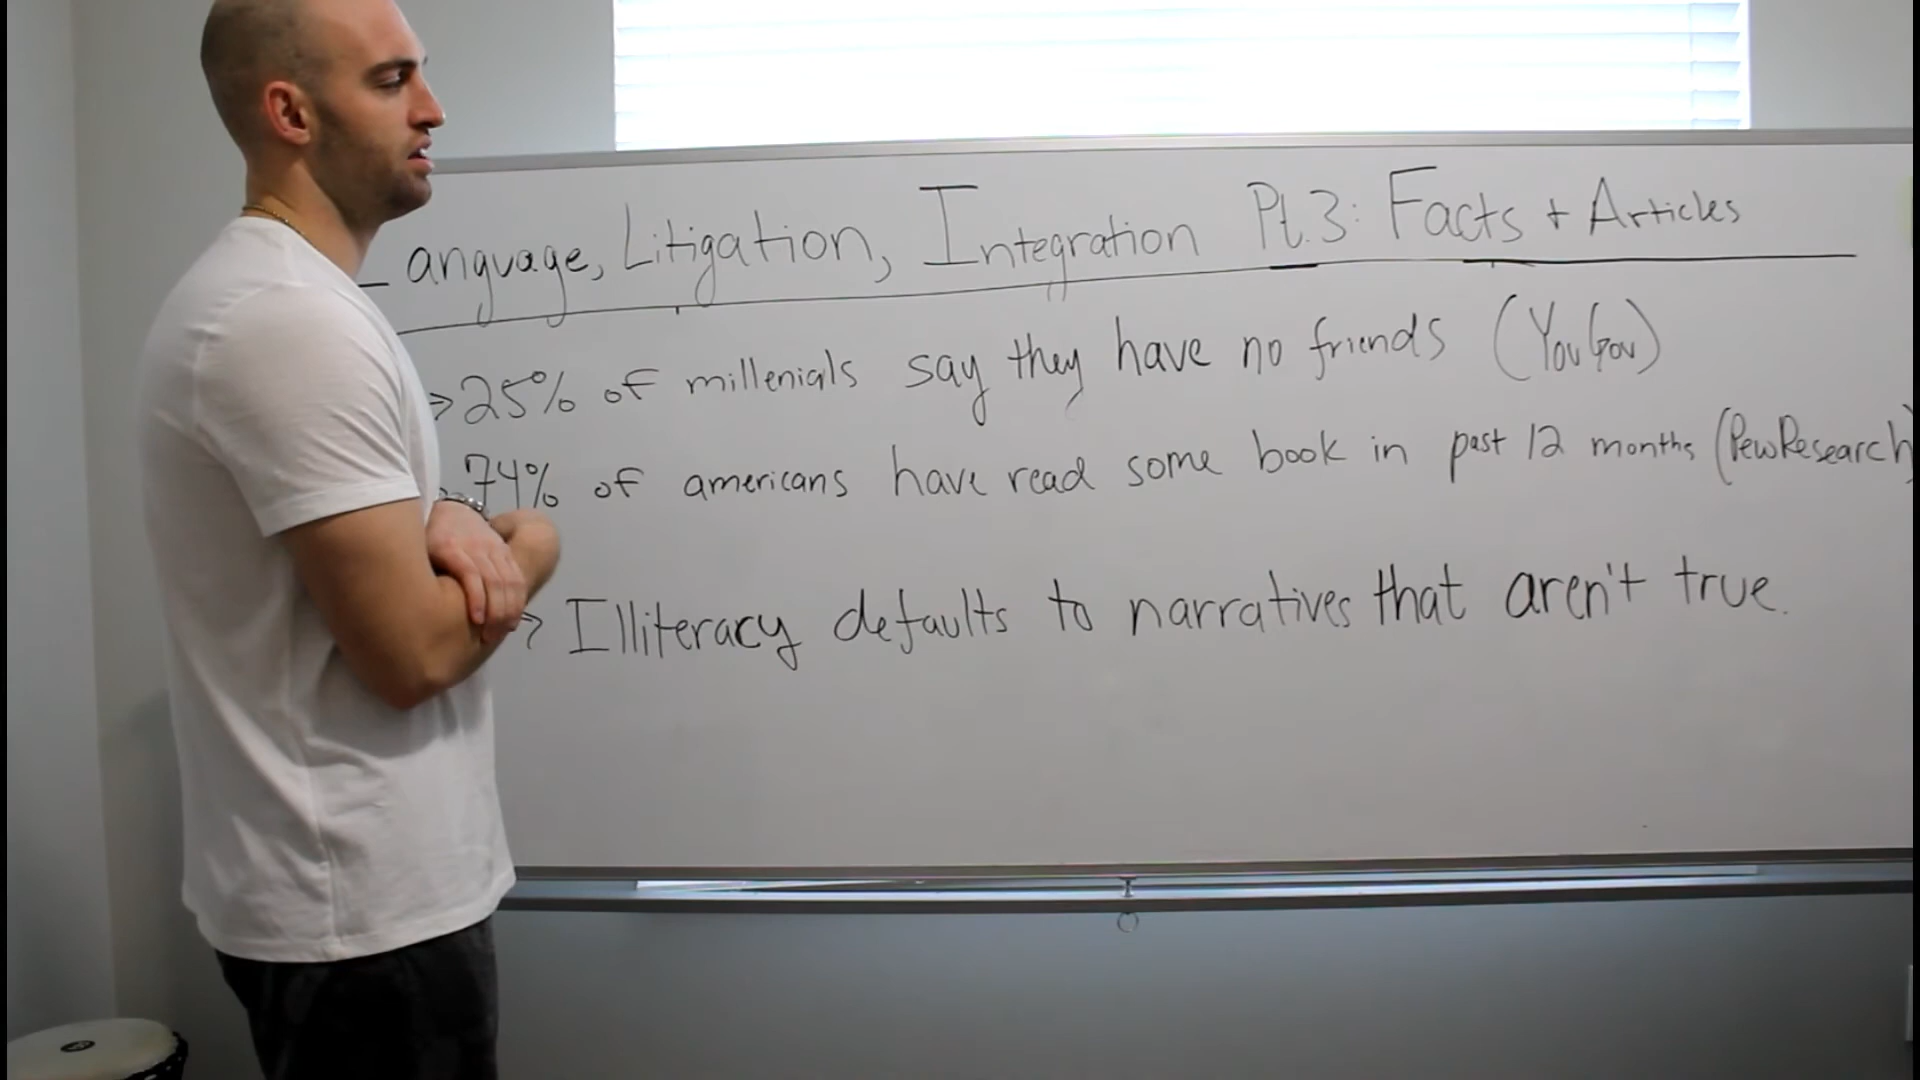 Language, Litigation, Integration Pt.3: Facts + Articles
→ 25% of millenials say they have no friends (YouGov)
→ 74% of americans have read some book in past 12 months (PewResearch)
→ Illiteracy defaults to narratives that aren't true.